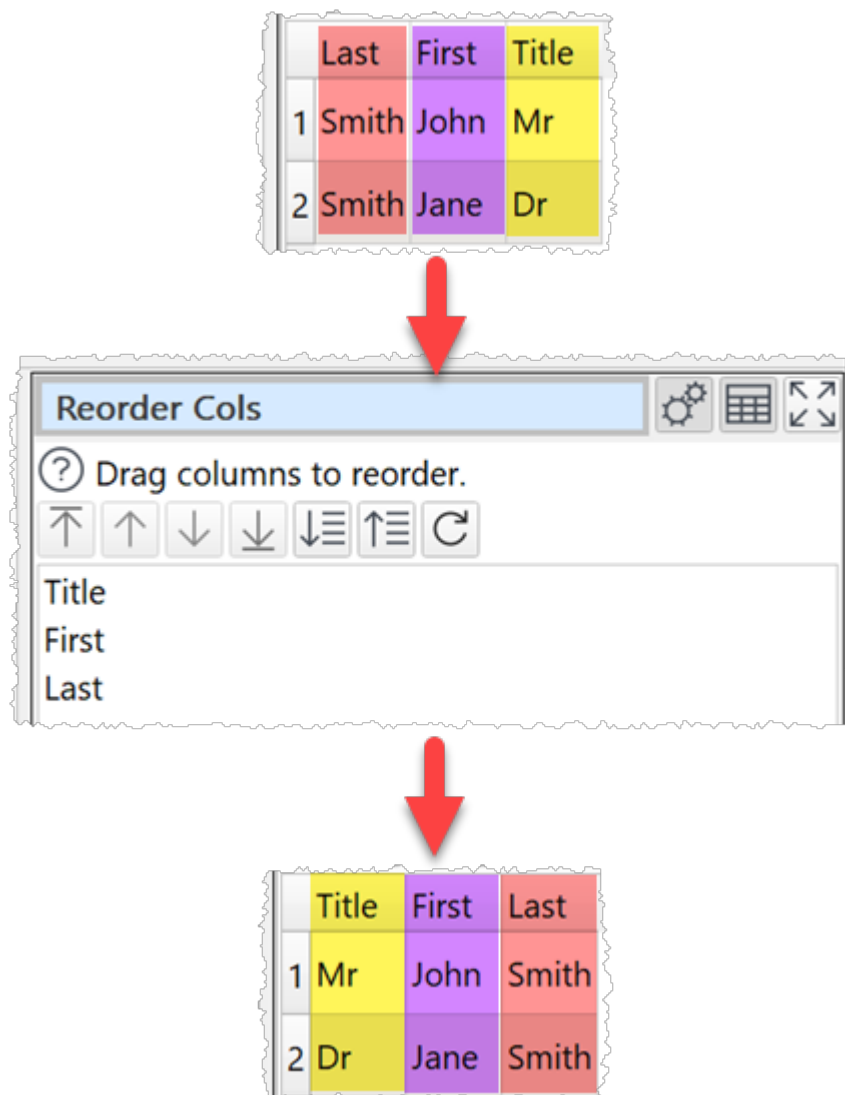 Last First Title
1 Smith John Mr
2 Smith Jane Dr
Reorder Cols
? Drag columns to reorder.
Title
First
Last
Title First Last
1 Mr John Smith
2 Dr Jane Smith